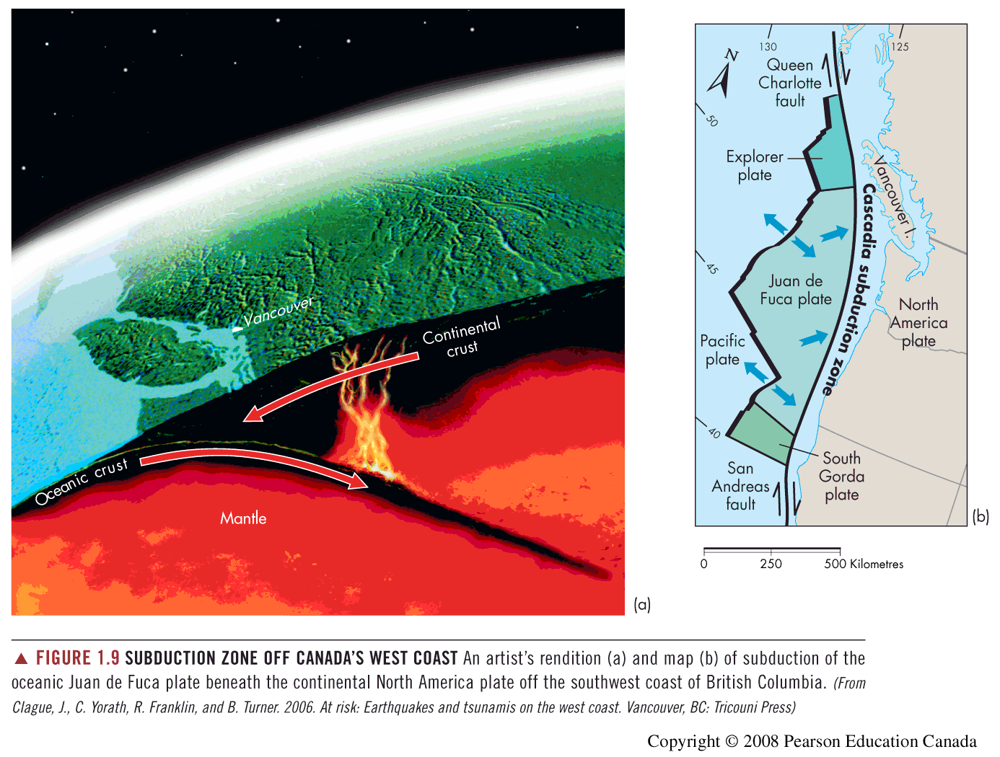 Vancouver
Continental
crust
Oceanic crust
Mantle
(a)
130
125
N
Queen
Charlotte
fault
50
Explorer
plate
Vancouver I.
Cascadia subduction zone
45
Juan de
Fuca plate
North
America
plate
Pacific
plate
40
South
Gorda
plate
San
Andreas
fault
(b)
0 250 500 Kilometres
▲ FIGURE 1.9 SUBDUCTION ZONE OFF CANADA'S WEST COAST An artist's rendition (a) and map (b) of subduction of the
oceanic Juan de Fuca plate beneath the continental North America plate off the southwest coast of British Columbia. (From
Clague, J., C. Yorath, R. Franklin, and B. Turner. 2006. At risk: Earthquakes and tsunamis on the west coast. Vancouver, BC: Tricouni Press)
Copyright © 2008 Pearson Education Canada